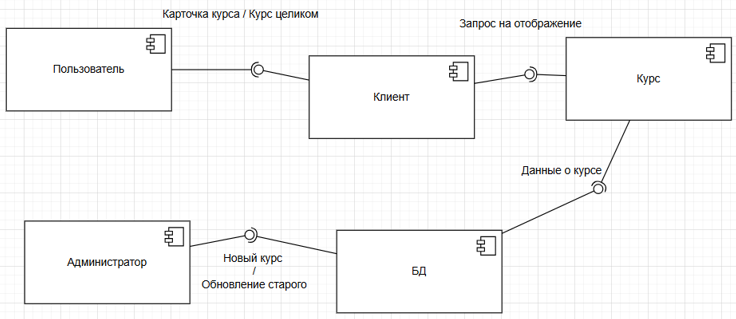 Карточка курса / Курс целиком
Запрос на отображение
Пользователь
Клиент
Курс
Данные о курсе
Администратор
Новый курс
/
Обновление старого
БД